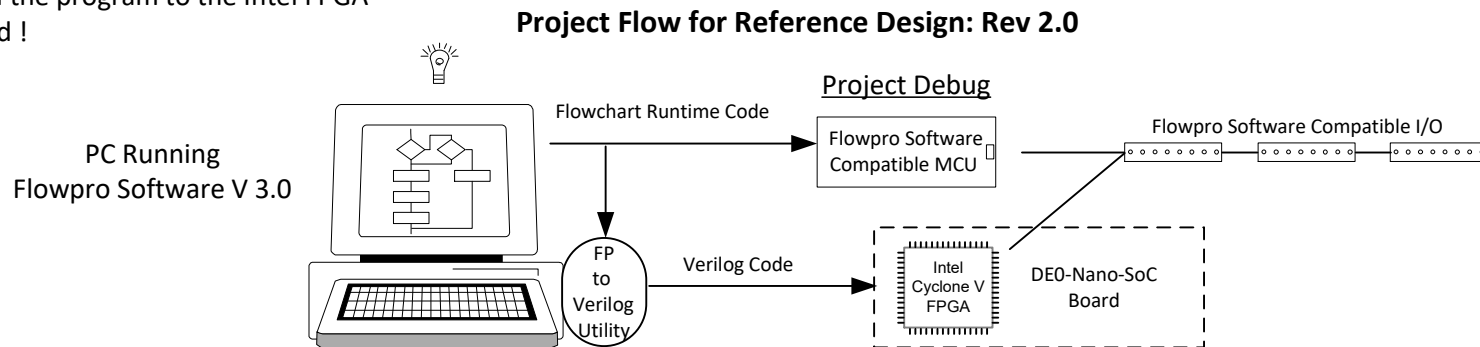 the program to the Intel FPGA
d !
Project Flow for Reference Design: Rev 2.0
PC Running
Flowpro Software V 3.0
Flowchart Runtime Code
Project Debug
Flowpro Software
Compatible MCU
Flowpro Software Compatible I/O
FP
to
Verilog
Utility
Verilog Code
Intel
Cyclone V
FPGA
DE0-Nano-SoC
Board